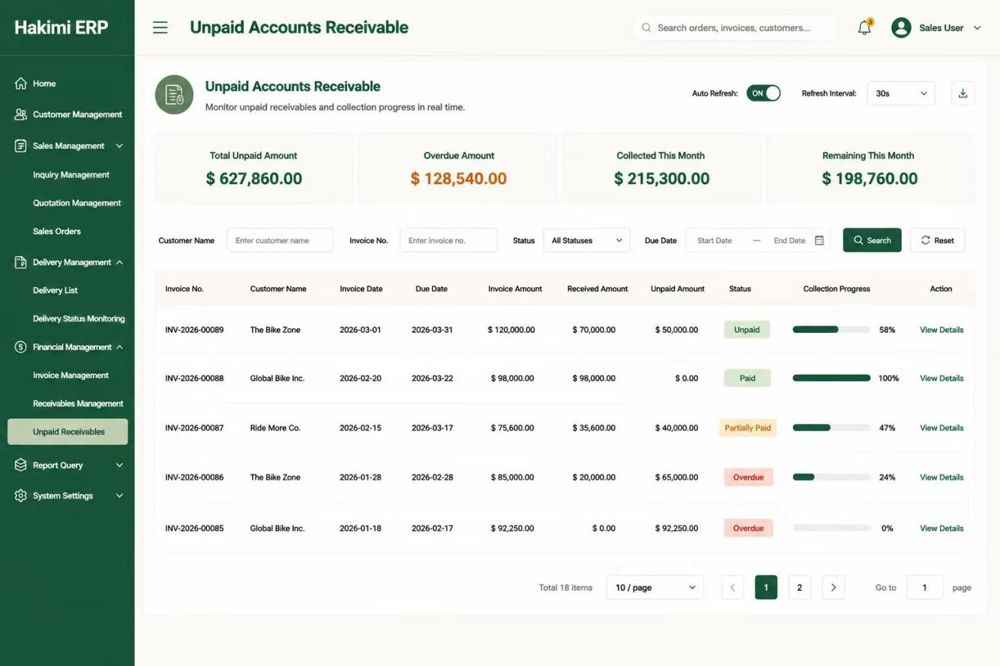 Hakimi ERP
Unpaid Accounts Receivable
Search orders, invoices, customers...
3
Sales User
Home
Customer Management
Sales Management
Inquiry Management
Quotation Management
Sales Orders
Delivery Management
Delivery List
Delivery Status Monitoring
Financial Management
Invoice Management
Receivables Management
Unpaid Receivables
Report Query
System Settings
Unpaid Accounts Receivable
Monitor unpaid receivables and collection progress in real time.
Auto Refresh: ON Refresh Interval: 30s
Total Unpaid Amount Overdue Amount Collected This Month Remaining This Month
$ 627,860.00 $ 128,540.00 $ 215,300.00 $ 198,760.00
Customer Name Enter customer name Invoice No. Enter invoice no. Status All Statuses Due Date Start Date — End Date Search Reset
Invoice No. Customer Name Invoice Date Due Date Invoice Amount Received Amount Unpaid Amount Status Collection Progress Action
INV-2026-00089 The Bike Zone 2026-03-01 2026-03-31 $ 120,000.00 $ 70,000.00 $ 50,000.00 Unpaid 58% View Details
INV-2026-00088 Global Bike Inc. 2026-02-20 2026-03-22 $ 98,000.00 $ 98,000.00 $ 0.00 Paid 100% View Details
INV-2026-00087 Ride More Co. 2026-02-15 2026-03-17 $ 75,600.00 $ 35,600.00 $ 40,000.00 Partially Paid 47% View Details
INV-2026-00086 The Bike Zone 2026-01-28 2026-02-28 $ 85,000.00 $ 20,000.00 $ 65,000.00 Overdue 24% View Details
INV-2026-00085 Global Bike Inc. 2026-01-18 2026-02-17 $ 92,250.00 $ 0.00 $ 92,250.00 Overdue 0% View Details
Total 18 items 10 / page 1 2 Go to 1 page